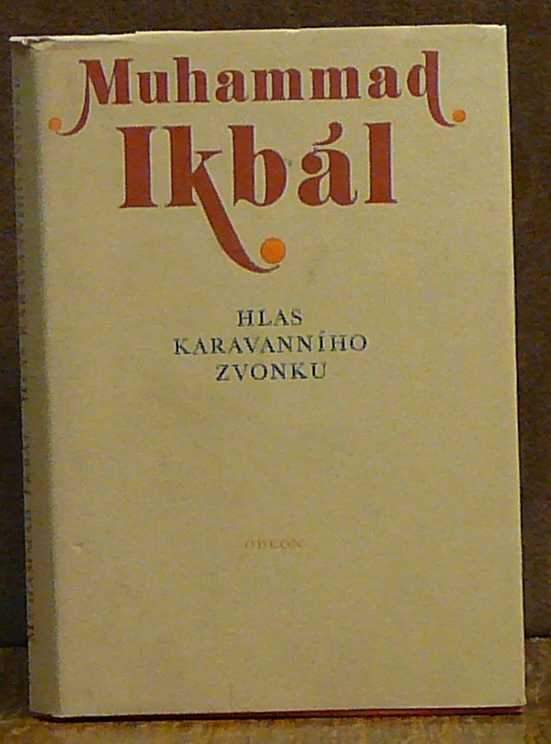 Muhammad
Ikbál
HLAS
KARAVANNÍHO
ZVONKU
ODEON